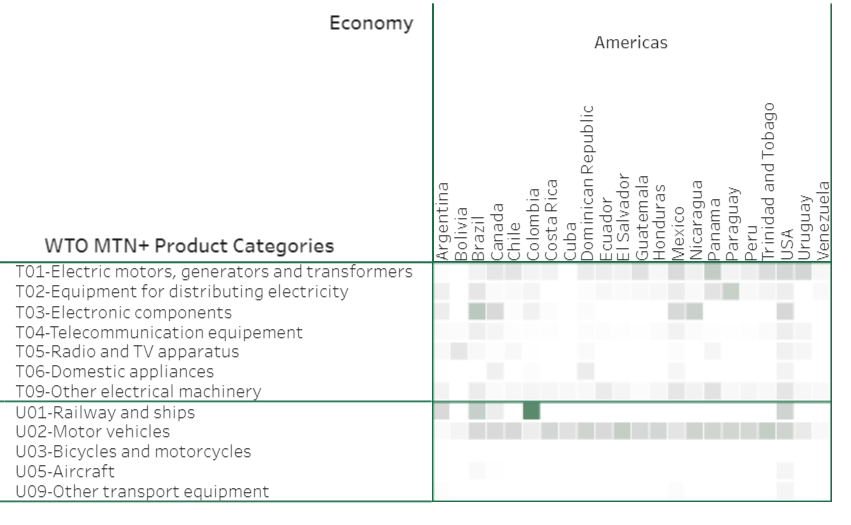 Economy
Americas
Argentina
Bolivia
Brazil
Canada
Chile
Colombia
Costa Rica
Cuba
Dominican Republic
Ecuador
El Salvador
Guatemala
Honduras
Mexico
Nicaragua
Panama
Paraguay
Peru
Trinidad and Tobago
USA
Uruguay
Venezuela
WTO MTN+ Product Categories
T01-Electric motors, generators and transformers
T02-Equipment for distributing electricity
T03-Electronic components
T04-Telecommunication equipement
T05-Radio and TV apparatus
T06-Domestic appliances
T09-Other electrical machinery
U01-Railway and ships
U02-Motor vehicles
U03-Bicycles and motorcycles
U05-Aircraft
U09-Other transport equipment